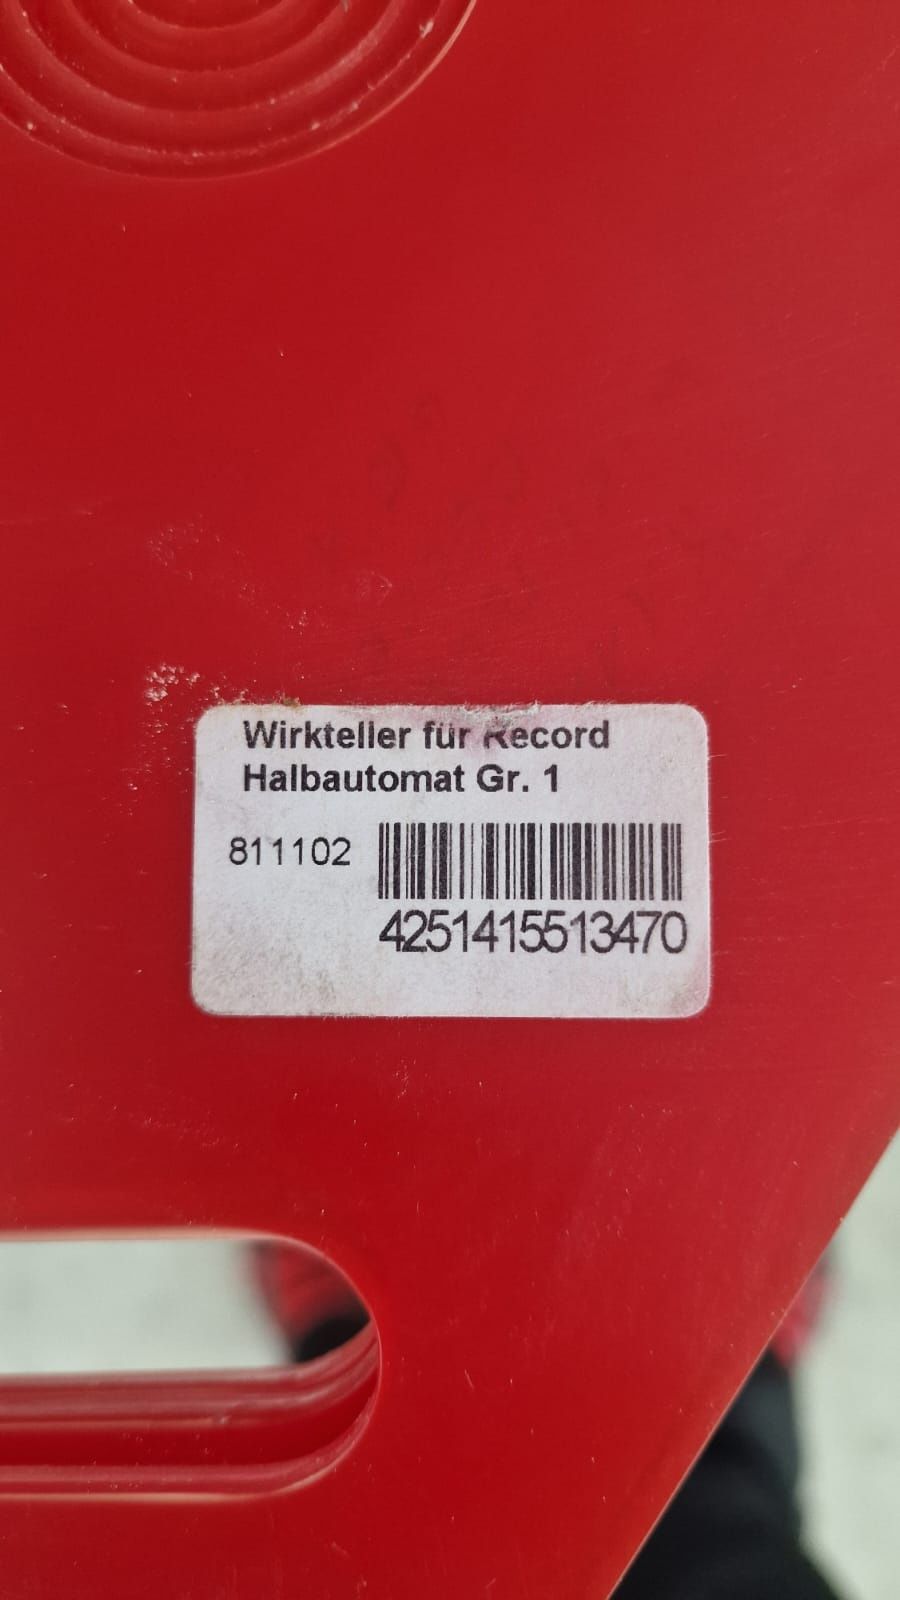 Wirkteller für Record
Halbautomat Gr. 1
811102
4251415513470